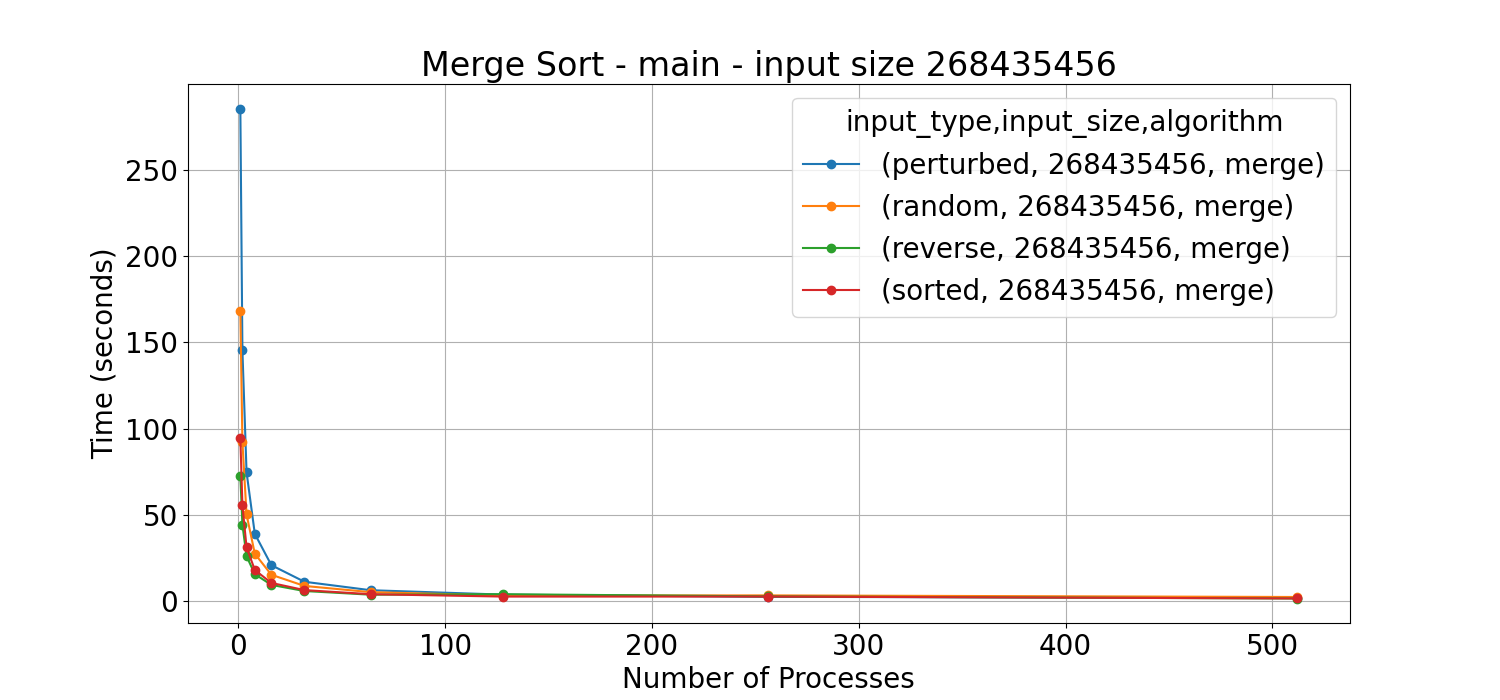 Merge Sort - main - input size 268435456
input_type,input_size,algorithm
(perturbed, 268435456, merge)
(random, 268435456, merge)
(reverse, 268435456, merge)
(sorted, 268435456, merge)
Time (seconds)
250
200
150
100
50
0
0 100 200 300 400 500
Number of Processes